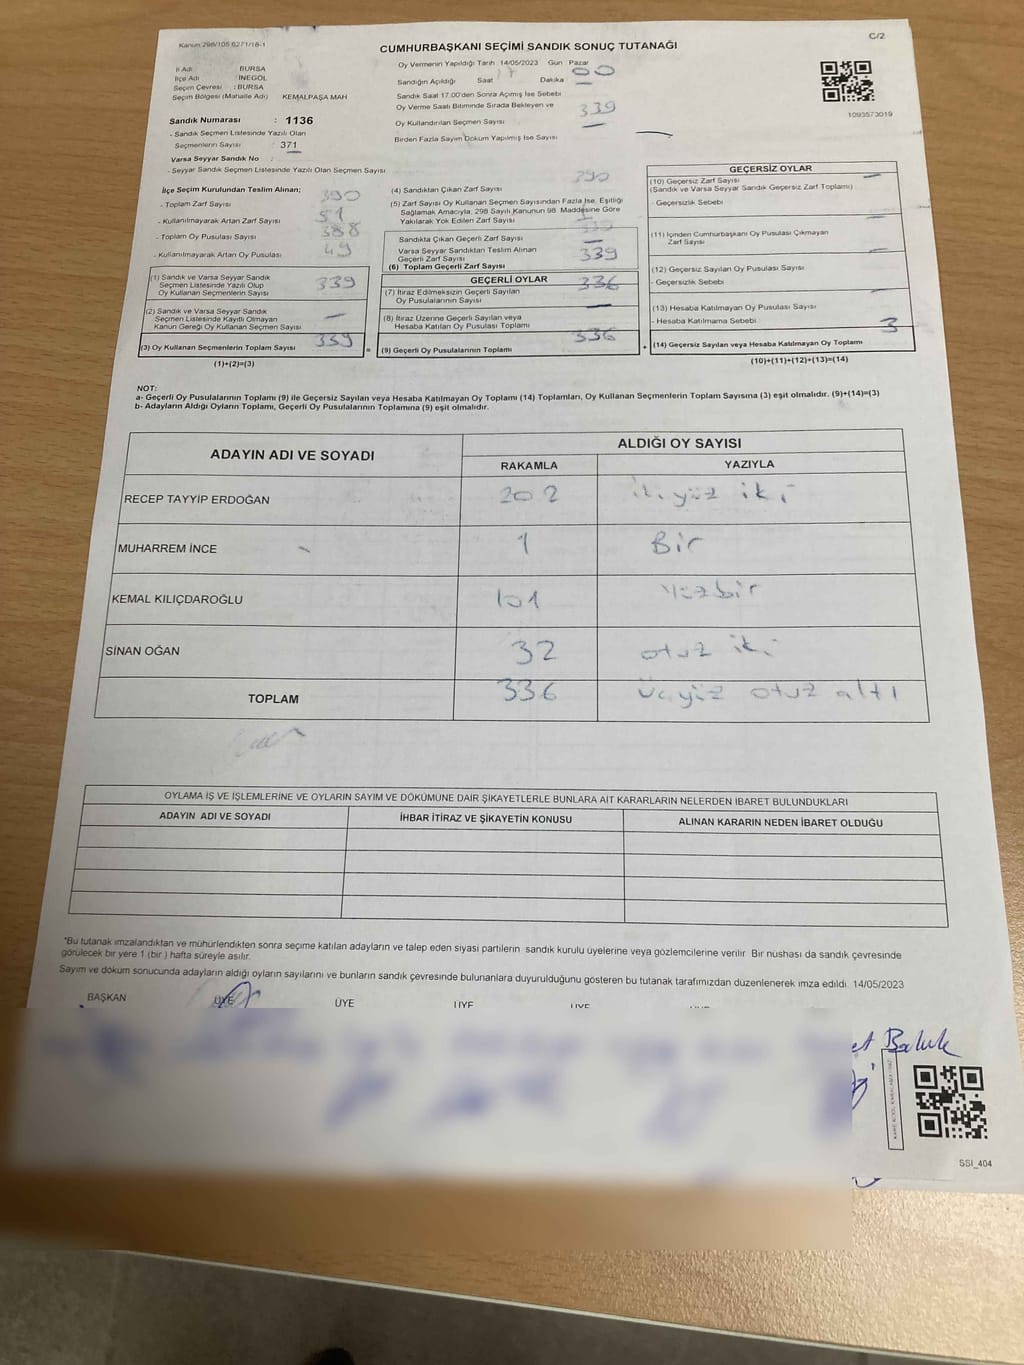 Kanun:298/105 6271/18-1
CUMHURBAŞKANI SEÇİMİ SANDIK SONUÇ TUTANAĞI
C/2
İl Adı : BURSA
İlçe Adı : İNEGÖL
Seçim Çevresi : BURSA
Seçim Bölgesi (Mahalle Adı) KEMALPAŞA MAH
Sandık Numarası : 1136
- Sandık Seçmen Listesinde Yazılı Olan
Seçmenlerin Sayısı : 371
Varsa Seyyar Sandık No :
- Seyyar Sandık Seçmen Listesinde Yazılı Olan Seçmen Sayısı
Oy Vermenin Yapıldığı Tarih 14/05/2023 Gün Pazar
Sandığın Açıldığı Saat 17 Dakika 00
Sandık Saat 17.00'den Sonra Açılmış İse Sebebi
Oy Verme Saati Bitiminde Sırada Bekleyen ve
Oy Kullandırılan Seçmen Sayısı
339
Birden Fazla Sayım Döküm Yapılmış İse Sayısı
1093573019
İlçe Seçim Kurulundan Teslim Alınan;
- Toplam Zarf Sayısı 390
- Kullanılmayarak Artan Zarf Sayısı 51
- Toplam Oy Pusulası Sayısı 388
- Kullanılmayarak Artan Oy Pusulası 49
(1) Sandık ve Varsa Seyyar Sandık
Seçmen Listesinde Yazılı Olup
Oy Kullanan Seçmenlerin Sayısı 339
(2) Sandık ve Varsa Seyyar Sandık
Seçmen Listesinde Kayıtlı Olmayan
Kanun Gereği Oy Kullanan Seçmen Sayısı —
(3) Oy Kullanan Seçmenlerin Toplam Sayısı 339
(1)+(2)=(3)
(4) Sandıktan Çıkan Zarf Sayısı 390
(5) Zarf Sayısı Oy Kullanan Seçmen Sayısından Fazla İse, Eşitliği
Sağlamak Amacıyla, 298 Sayılı Kanunun 98. Maddesine Göre
Yakılarak Yok Edilen Zarf Sayısı
Sandıkta Çıkan Geçerli Zarf Sayısı
Varsa Seyyar Sandıktan Teslim Alınan
Geçerli Zarf Sayısı
(6) Toplam Geçerli Zarf Sayısı 339
GEÇERLİ OYLAR
(7) İtiraz Edilmeksizin Geçerli Sayılan
Oy Pusulalarının Sayısı 336
(8) İtiraz Üzerine Geçerli Sayılan veya
Hesaba Katılan Oy Pusulası Toplamı —
(9) Geçerli Oy Pusulalarının Toplamı 336
GEÇERSİZ OYLAR
(10) Geçersiz Zarf Sayısı
(Sandık ve Varsa Seyyar Sandık Geçersiz Zarf Toplamı) —
- Geçersizlik Sebebi
(11) İçinden Cumhurbaşkanı Oy Pusulası Çıkmayan
Zarf Sayısı —
(12) Geçersiz Sayılan Oy Pusulası Sayısı —
- Geçersizlik Sebebi
(13) Hesaba Katılmayan Oy Pusulası Sayısı
- Hesaba Katılmama Sebebi
(14) Geçersiz Sayılan veya Hesaba Katılmayan Oy Toplamı 3
(10)+(11)+(12)+(13)=(14)
NOT:
a- Geçerli Oy Pusulalarının Toplamı (9) ile Geçersiz Sayılan veya Hesaba Katılmayan Oy Toplamı (14) Toplamları, Oy Kullanan Seçmenlerin Toplam Sayısına (3) eşit olmalıdır. (9)+(14)=(3)
b- Adayların Aldığı Oyların Toplamı, Geçerli Oy Pusulalarının Toplamına (9) eşit olmalıdır.
ADAYIN ADI VE SOYADI
ALDIĞI OY SAYISI
RAKAMLA YAZIYLA
RECEP TAYYİP ERDOĞAN 202 ikiyüz iki
MUHARREM İNCE 1 Bir
KEMAL KILIÇDAROĞLU 101 Yüzbir
SİNAN OĞAN 32 otuz iki
TOPLAM 336 üçyüz otuz altı
OYLAMA İŞ VE İŞLEMLERİNE VE OYLARIN SAYIM VE DÖKÜMÜNE DAİR ŞİKAYETLERLE BUNLARA AİT KARARLARIN NELERDEN İBARET BULUNDUKLARI
ADAYIN ADI VE SOYADI İHBAR İTİRAZ VE ŞİKAYETİN KONUSU ALINAN KARARIN NEDEN İBARET OLDUĞU
*Bu tutanak imzalandıktan ve mühürlendikten sonra seçime katılan adayların ve talep eden siyasi partilerin sandık kurulu üyelerine veya gözlemcilerine verilir. Bir nüshası da sandık çevresinde
görülecek bir yere 1 (bir ) hafta süreyle asılır.
Sayım ve döküm sonucunda adayların aldığı oyların sayılarını ve bunların sandık çevresinde bulunanlara duyurulduğunu gösteren bu tutanak tarafımızdan düzenlenerek imza edildi. 14/05/2023
BAŞKAN ÜYE ÜYE ÜYE ÜYE
et Baluk
SSI_404